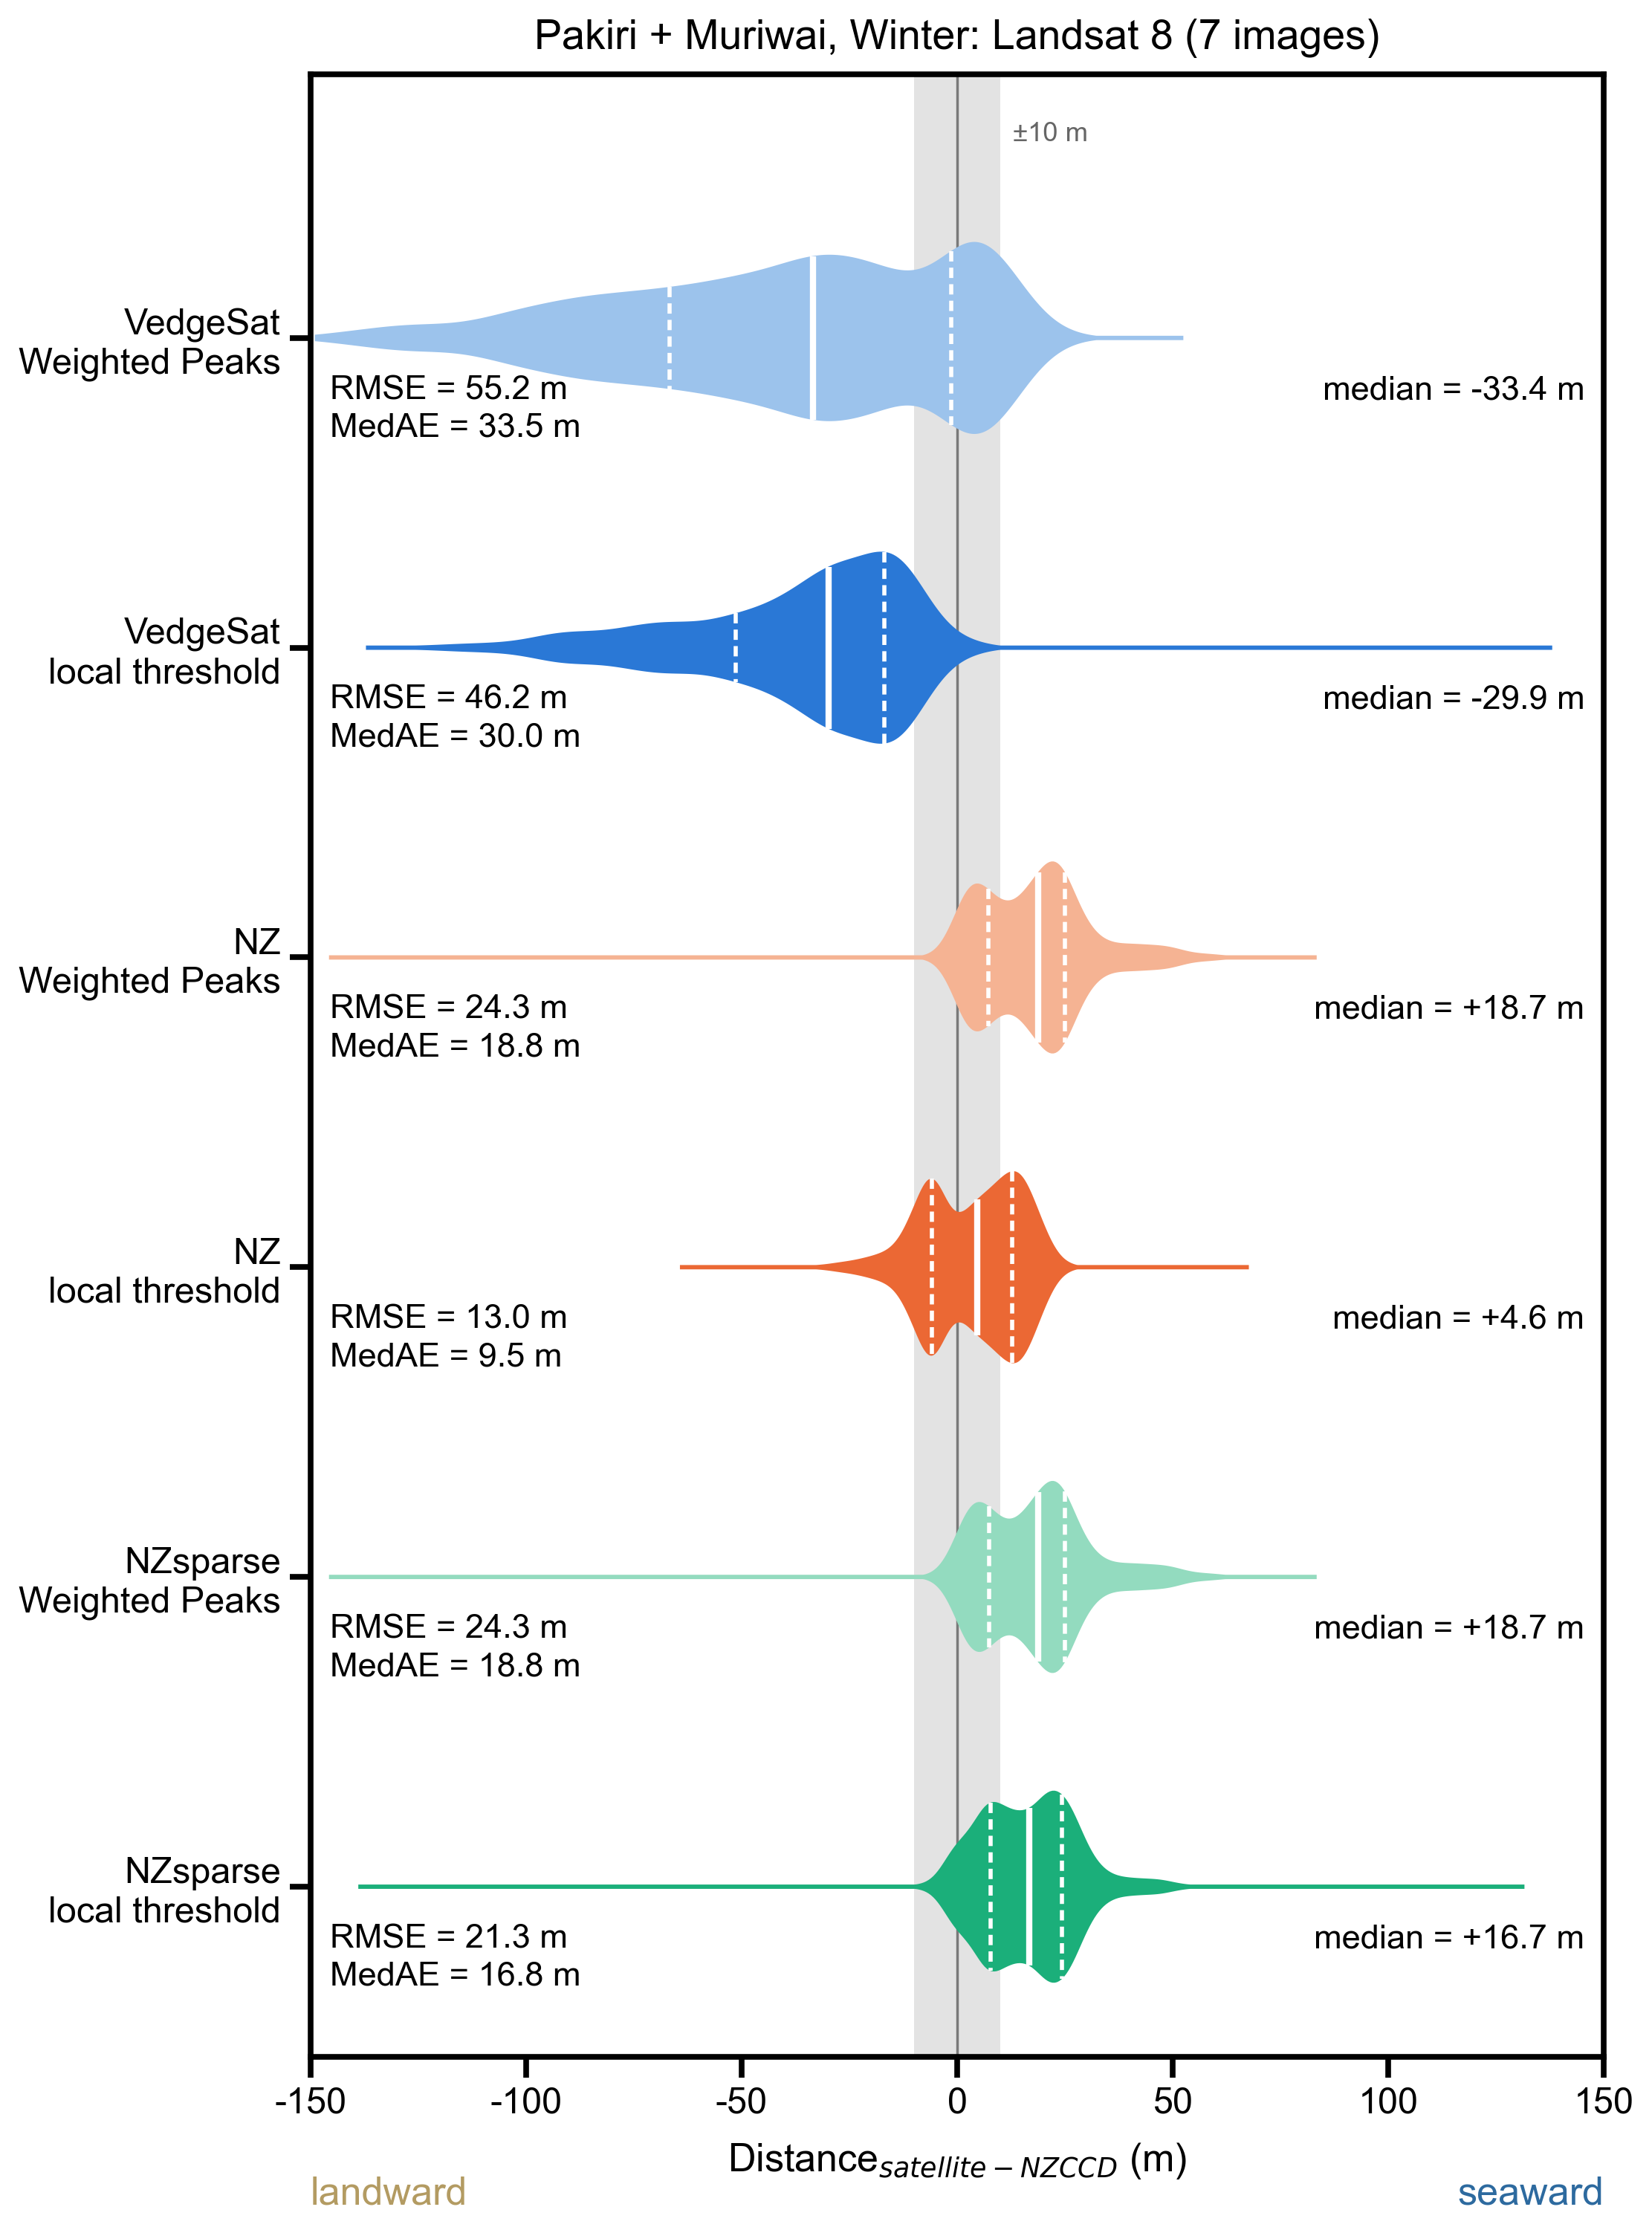 Pakiri + Muriwai, Winter: Landsat 8 (7 images)
±10 m
VedgeSat
Weighted Peaks
RMSE = 55.2 m
MedAE = 33.5 m
median = -33.4 m
VedgeSat
local threshold
RMSE = 46.2 m
MedAE = 30.0 m
median = -29.9 m
NZ
Weighted Peaks
RMSE = 24.3 m
MedAE = 18.8 m
median = +18.7 m
NZ
local threshold
RMSE = 13.0 m
MedAE = 9.5 m
median = +4.6 m
NZsparse
Weighted Peaks
RMSE = 24.3 m
MedAE = 18.8 m
median = +18.7 m
NZsparse
local threshold
RMSE = 21.3 m
MedAE = 16.8 m
median = +16.7 m
-150 -100 -50 0 50 100 150
Distance satellite − NZCCD (m)
landward seaward